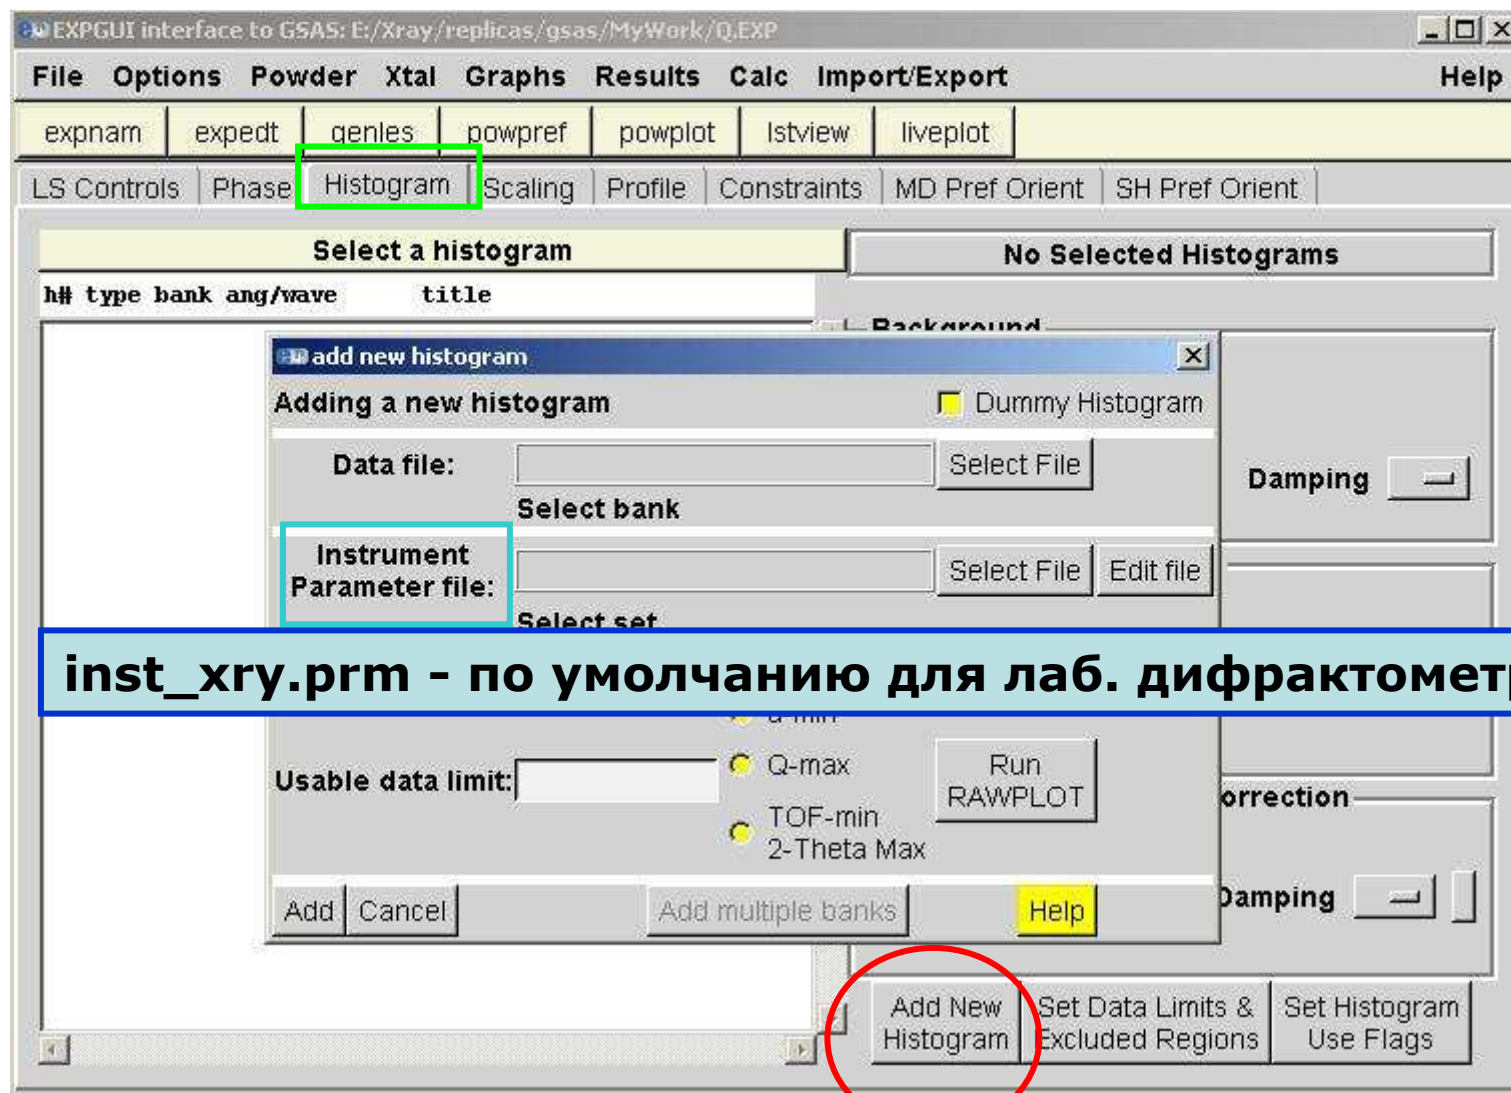 EXPGUI interface to GSAS: E:/Xray/replicas/gsas/MyWork/Q.EXP
File Options Powder Xtal Graphs Results Calc Import/Export Help
expnam expedt genles powpref powplot lstview liveplot
LS Controls Phase Histogram Scaling Profile Constraints MD Pref Orient SH Pref Orient
Select a histogram
No Selected Histograms
h# type bank ang/wave title
Background
add new histogram
Adding a new histogram
Dummy Histogram
Data file:
Select File
Damping
Select bank
Instrument
Parameter file:
Select File
Edit file
Select set
inst_xry.prm - по умолчанию для лаб. дифрактомет
Usable data limit:
Q-max
TOF-min
2-Theta Max
Run
RAWPLOT
orrection
Add Cancel
Add multiple banks
Help
Damping
Add New
Histogram
Set Data Limits &
Excluded Regions
Set Histogram
Use Flags